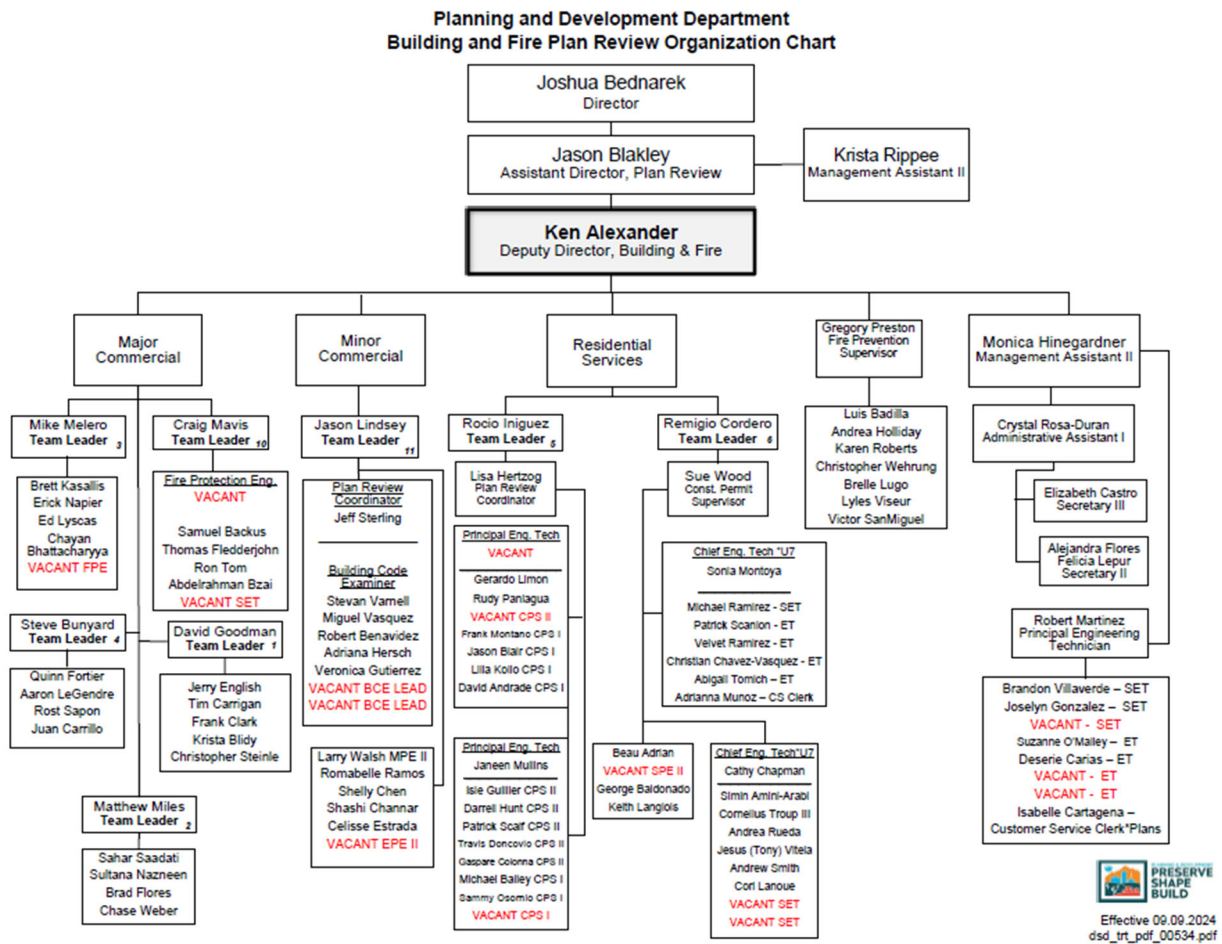 Planning and Development Department
Building and Fire Plan Review Organization Chart
Joshua Bednarek
Director
Jason Blakley
Assistant Director, Plan Review
Krista Rippee
Management Assistant II
Ken Alexander
Deputy Director, Building & Fire
Major
Commercial
Minor
Commercial
Residential
Services
Gregory Preston
Fire Prevention
Supervisor
Monica Hinegardner
Management Assistant II
Mike Melero
Team Leader 3
Brett Kasallis
Erick Napier
Ed Lyscas
Chayan
Bhattacharyya
VACANT FPE
Craig Mavis
Team Leader 10
Fire Protection Eng.
VACANT
Samuel Backus
Thomas Fledderjohn
Ron Tom
Abdelrahman Bzai
VACANT SET
Steve Bunyard
Team Leader 4
Quinn Fortier
Aaron LeGendre
Rost Sapon
Juan Carrillo
David Goodman
Team Leader 1
Jerry English
Tim Carrigan
Frank Clark
Krista Blidy
Christopher Steinle
Matthew Miles
Team Leader 2
Sahar Saadati
Sultana Nazneen
Brad Flores
Chase Weber
Jason Lindsey
Team Leader
11
Plan Review
Coordinator
Jeff Sterling
Building Code
Examiner
Stevan Varnell
Miguel Vasquez
Robert Benavidez
Adriana Hersch
Veronica Gutierrez
VACANT BCE LEAD
VACANT BCE LEAD
Larry Walsh MPE II
Romabelle Ramos
Shelly Chen
Shashi Channar
Celisse Estrada
VACANT EPE II
Rocio Iniguez
Team Leader 5
Lisa Hertzog
Plan Review
Coordinator
Principal Eng. Tech
VACANT
Gerardo Limon
Rudy Paniagua
VACANT CPS II
Frank Montano CPS I
Jason Blair CPS I
Lilia Kollo CPS I
David Andrade CPS I
Principal Eng. Tech
Janeen Mullins
Isie Guillier CPS II
Darrell Hunt CPS II
Patrick Scalf CPS II
Travis Doncovio CPS II
Gaspare Colonna CPS II
Michael Bailey CPS I
Sammy Osornio CPS I
VACANT CPS I
Remigio Cordero
Team Leader 6
Sue Wood
Const. Permit
Supervisor
Chief Eng. Tech *U7
Sonia Montoya
Michael Ramirez - SET
Patrick Scanlon - ET
Velvet Ramirez - ET
Christian Chavez-Vasquez - ET
Abigail Tomich – ET
Adrianna Munoz – CS Clerk
Beau Adrian
VACANT SPE II
George Baldonado
Keith Langlois
Chief Eng. Tech*U7
Cathy Chapman
Simin Amini-Arabi
Cornelius Troup III
Andrea Rueda
Jesus (Tony) Vitela
Andrew Smith
Cori Lanoue
VACANT SET
VACANT SET
Luis Badilla
Andrea Holliday
Karen Roberts
Christopher Wehrung
Brelle Lugo
Lyles Viseur
Victor SanMiguel
Crystal Rosa-Duran
Administrative Assistant I
Elizabeth Castro
Secretary III
Alejandra Flores
Felicia Lepur
Secretary II
Robert Martinez
Principal Engineering
Technician
Brandon Villaverde – SET
Joselyn Gonzalez – SET
VACANT - SET
Suzanne O'Malley – ET
Deserie Carias – ET
VACANT - ET
VACANT - ET
Isabelle Cartagena –
Customer Service Clerk*Plans
PLANNING & DEVELOPMENT
PRESERVE
SHAPE
BUILD
Effective 09.09.2024
dsd_trt_pdf_00534.pdf